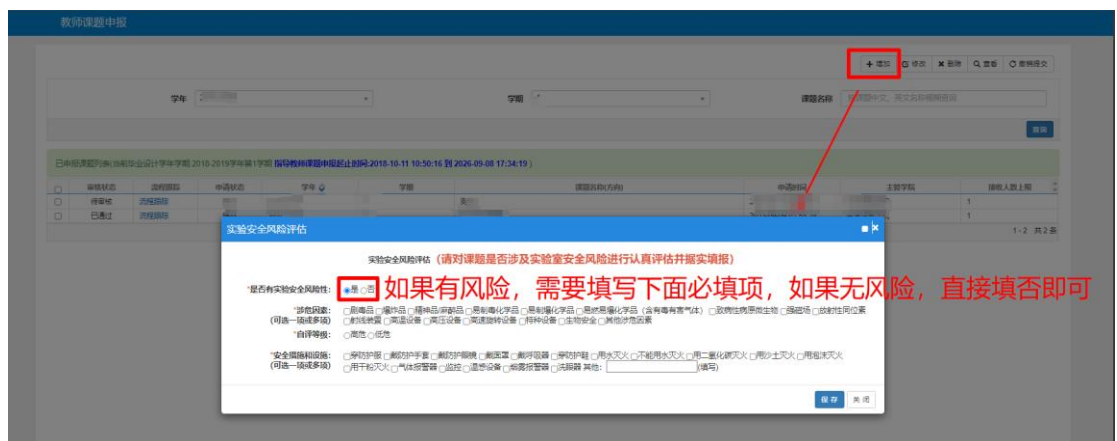 教师课题申报
+ 增加 修改 删除 查看 撤销提交
学年 学期 课题名称 按课题中文、英文名称模糊查询
查询
已申报课题列表(当前毕业设计学年学期:2018-2019学年第1学期 指导教师课题申报起止时间:2018-10-11 10:50:16 到 2026-09-08 17:34:19 )
审核状态 流程跟踪 申请状态 学年 学期 课题名称(方向) 申请时间 主管学院 接收人数上限
待审核 流程跟踪 1
已通过 流程跟踪 1
1-2 共2条
实验安全风险评估
实验安全风险评估(请对课题是否涉及实验室安全风险进行认真评估并据实填报)
*是否有实验安全风险性: 是 否 如果有风险,需要填写下面必填项,如果无风险,直接填否即可
*涉危因素: 剧毒品 爆炸品 精神品/麻醉品 易制毒化学品 易制爆化学品 易燃易爆化学品(含有毒有害气体) 致病性病原微生物 强磁场 放射性同位素
(可选一项或多项) 射线装置 高温设备 高压设备 高速旋转设备 特种设备 生物安全 其他涉危因素
*自评等级: 高危 低危
*安全措施和设施: 穿防护服 戴防护手套 戴防护眼镜 戴面罩 戴呼吸器 穿防护鞋 用水灭火 不能用水灭火 用二氧化碳灭火 用沙土灭火 用泡沫灭火
(可选一项或多项) 用干粉灭火 气体报警器 监控 温感设备 烟雾报警器 洗眼器 其他: (填写)
保存 关闭